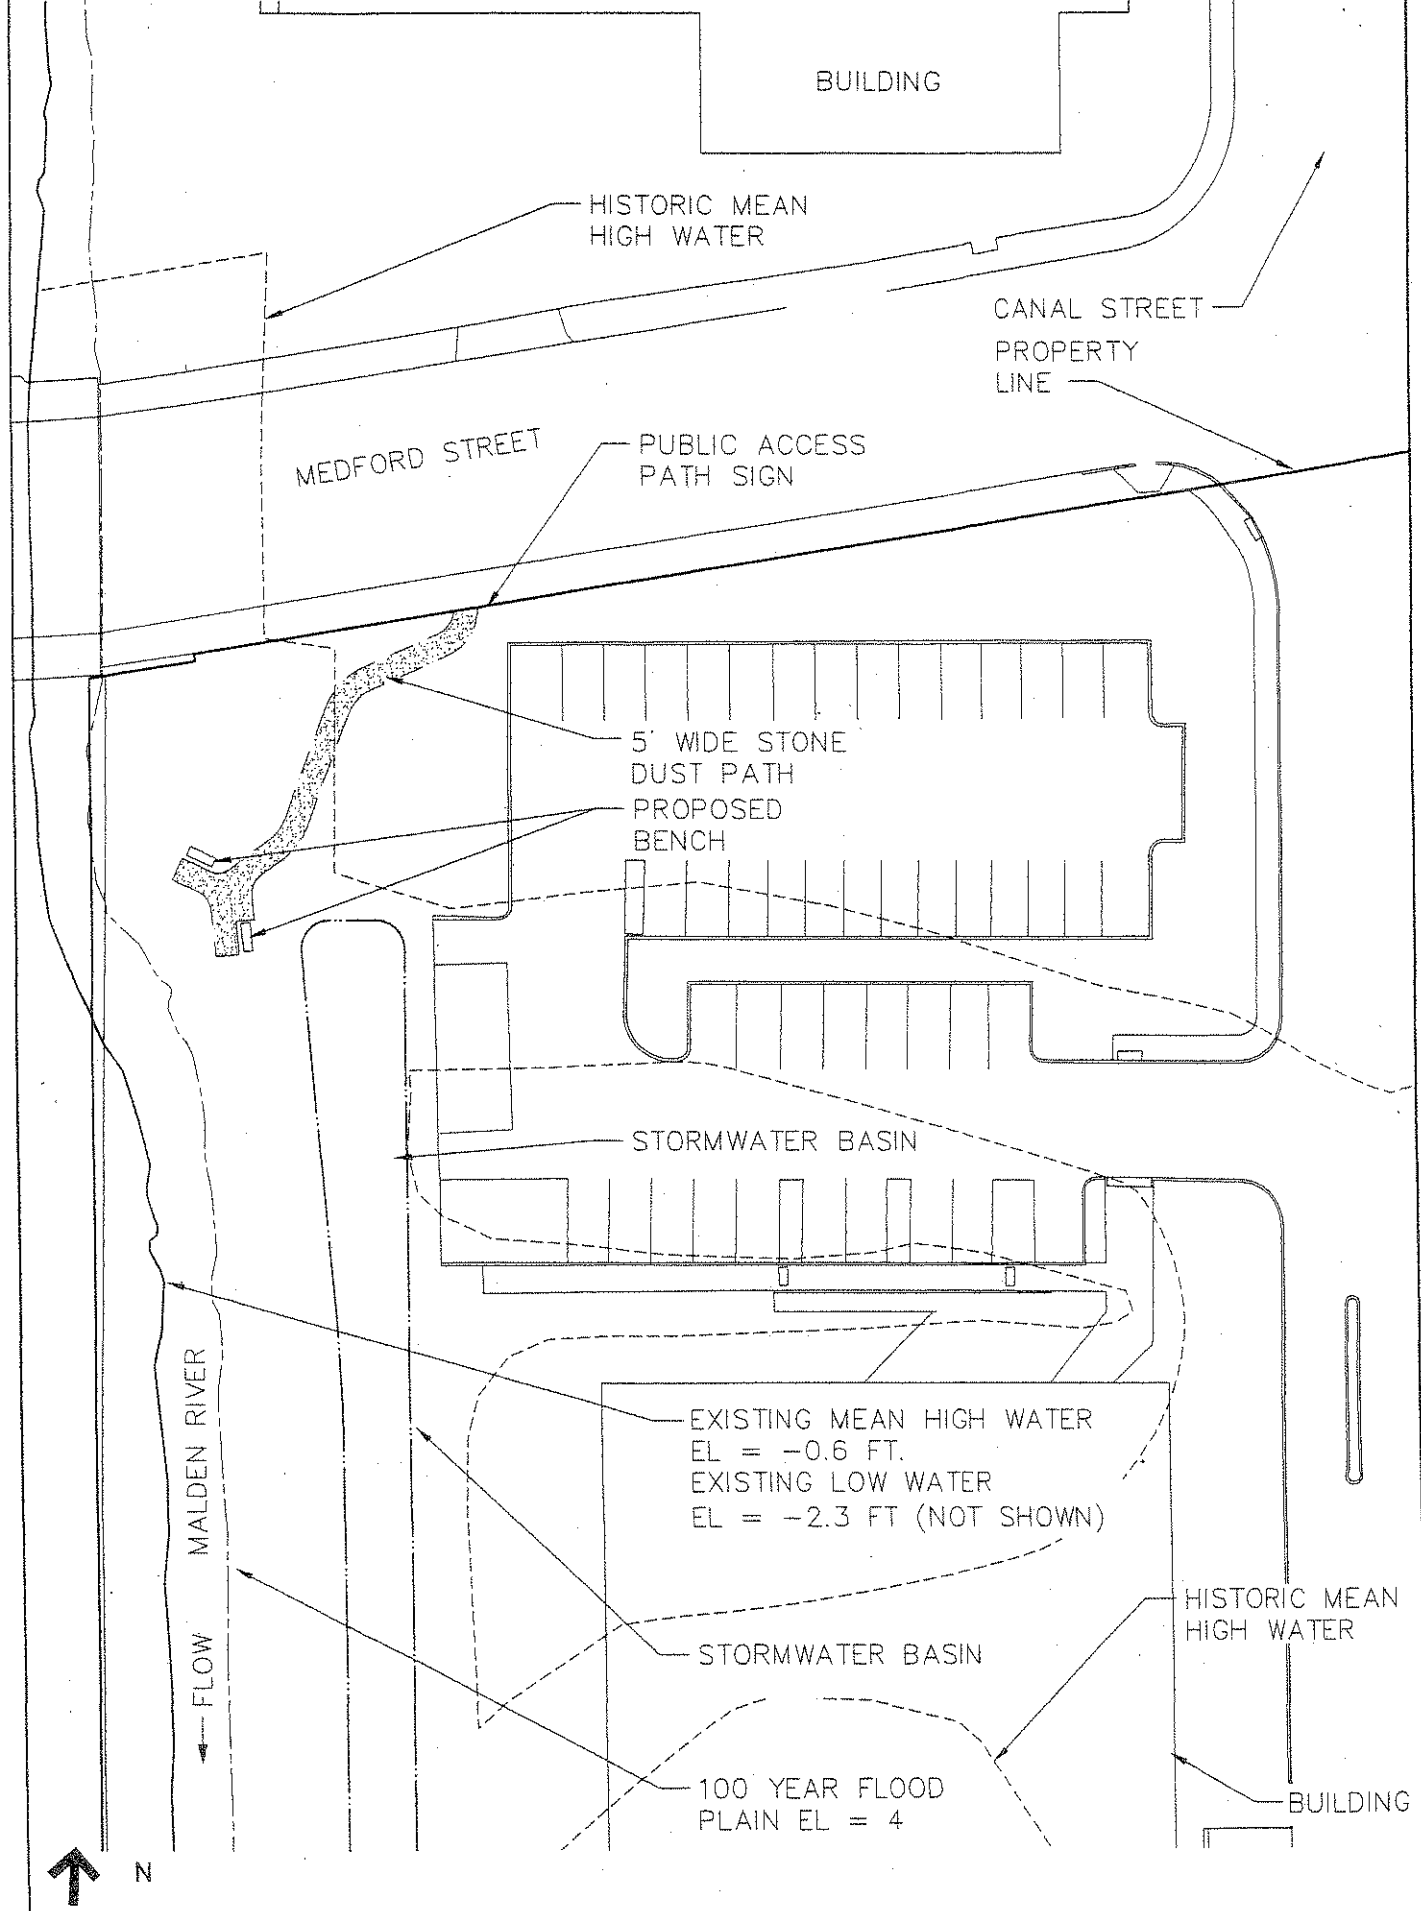 BUILDING
HISTORIC MEAN
HIGH WATER
CANAL STREET
PROPERTY
LINE
MEDFORD STREET
PUBLIC ACCESS
PATH SIGN
5' WIDE STONE
DUST PATH
PROPOSED
BENCH
STORMWATER BASIN
EXISTING MEAN HIGH WATER
EL = -0.6 FT.
EXISTING LOW WATER
EL = -2.3 FT (NOT SHOWN)
MALDEN RIVER
FLOW
HISTORIC MEAN
HIGH WATER
STORMWATER BASIN
100 YEAR FLOOD
PLAIN EL = 4
BUILDING
N